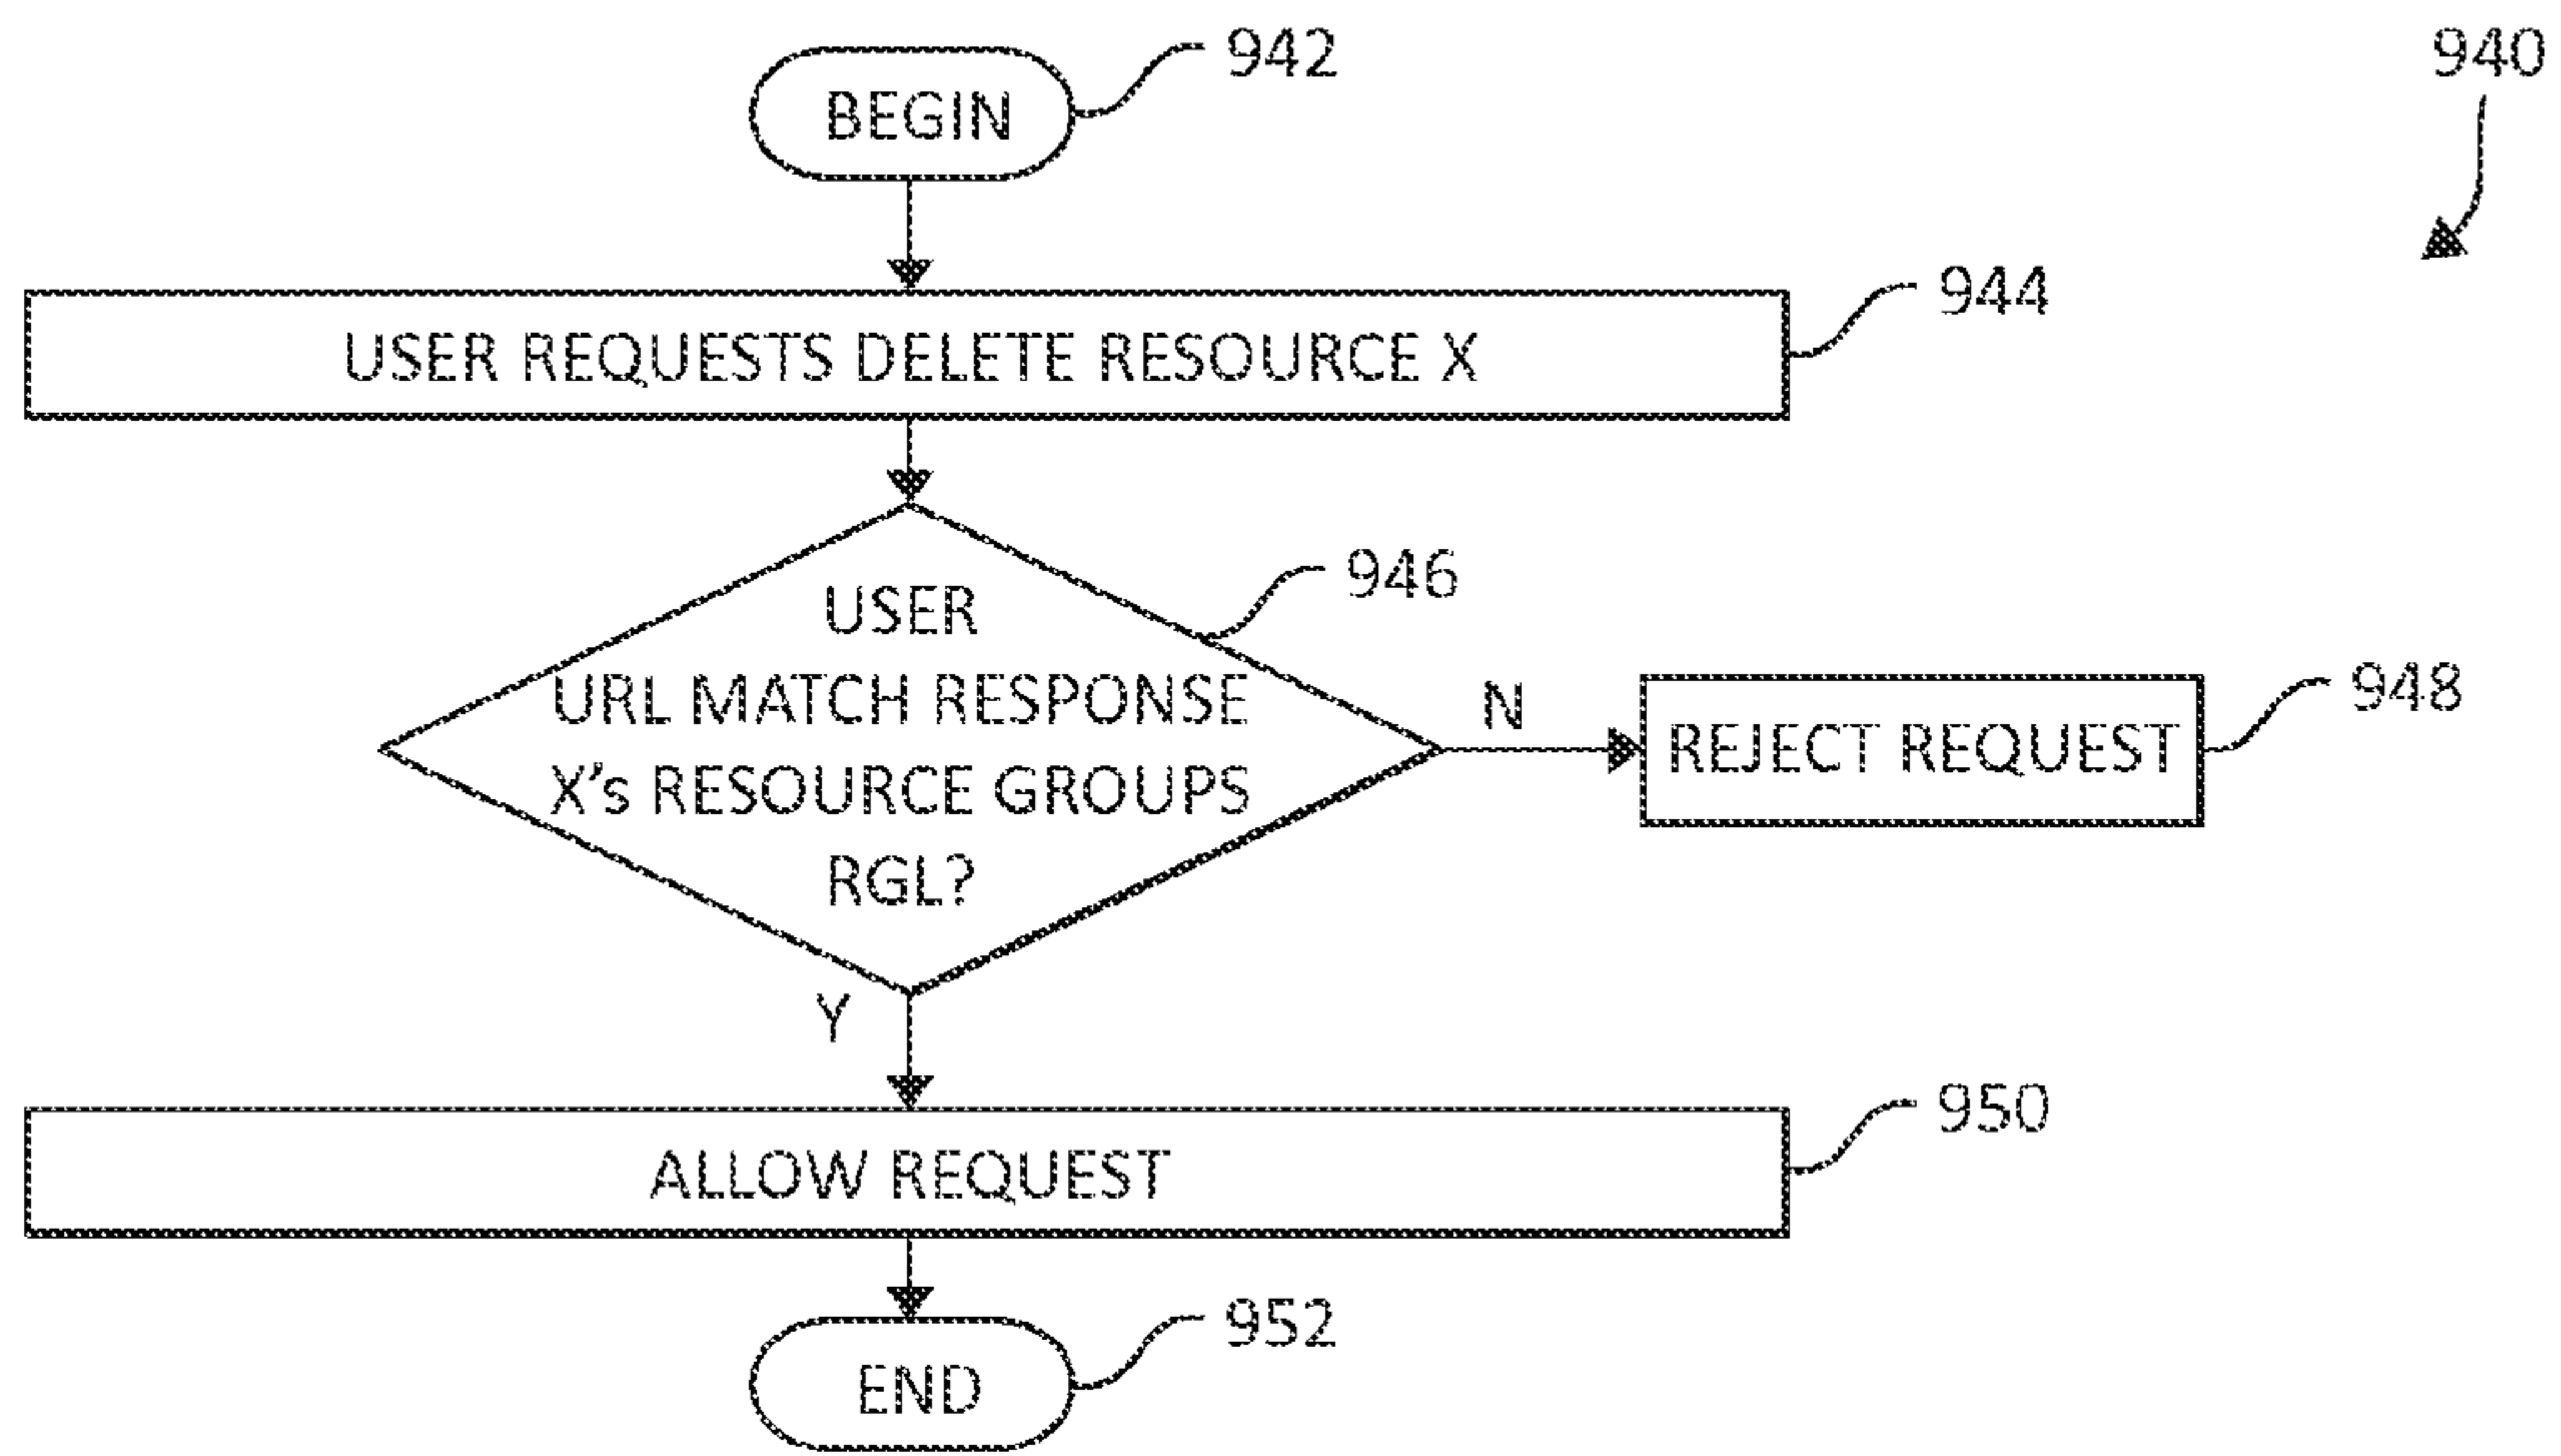 942
940
BEGIN
944
USER REQUESTS DELETE RESOURCE X
946
USER
URL MATCH RESPONSE
X's RESOURCE GROUPS
RGL?
N
948
REJECT REQUEST
Y
950
ALLOW REQUEST
952
END